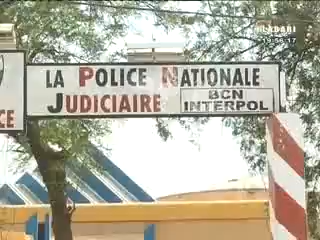 LA POLICE NATIONALE
JUDICIAIRE
BCN
INTERPOL
CE